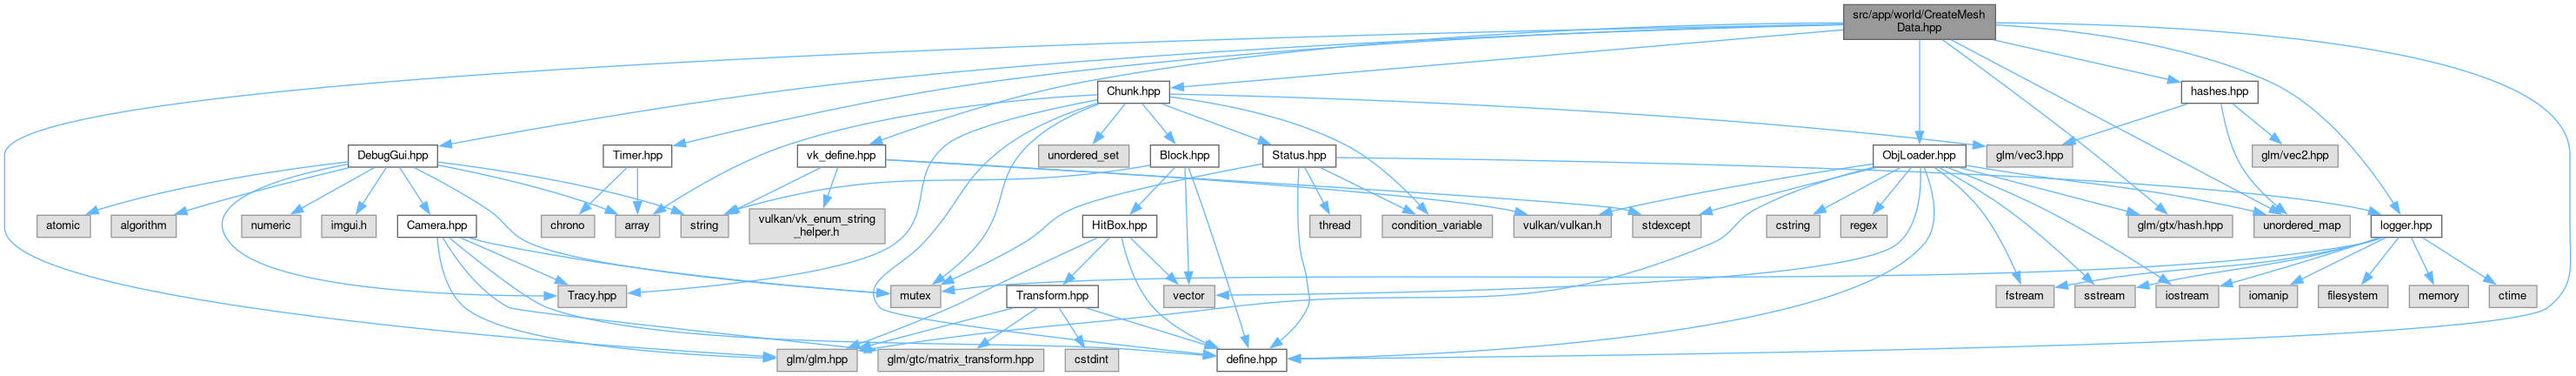 src/app/world/CreateMesh
Data.hpp
Chunk.hpp
hashes.hpp
DebugGui.hpp
Timer.hpp
vk_define.hpp
unordered_set
Block.hpp
Status.hpp
ObjLoader.hpp
glm/vec3.hpp
glm/vec2.hpp
atomic
algorithm
numeric
imgui.h
Camera.hpp
chrono
array
string
vulkan/vk_enum_string
_helper.h
HitBox.hpp
thread
condition_variable
vulkan/vulkan.h
stdexcept
cstring
regex
glm/gtx/hash.hpp
unordered_map
logger.hpp
Tracy.hpp
mutex
Transform.hpp
vector
fstream
sstream
iostream
iomanip
filesystem
memory
ctime
glm/glm.hpp
glm/gtc/matrix_transform.hpp
cstdint
define.hpp